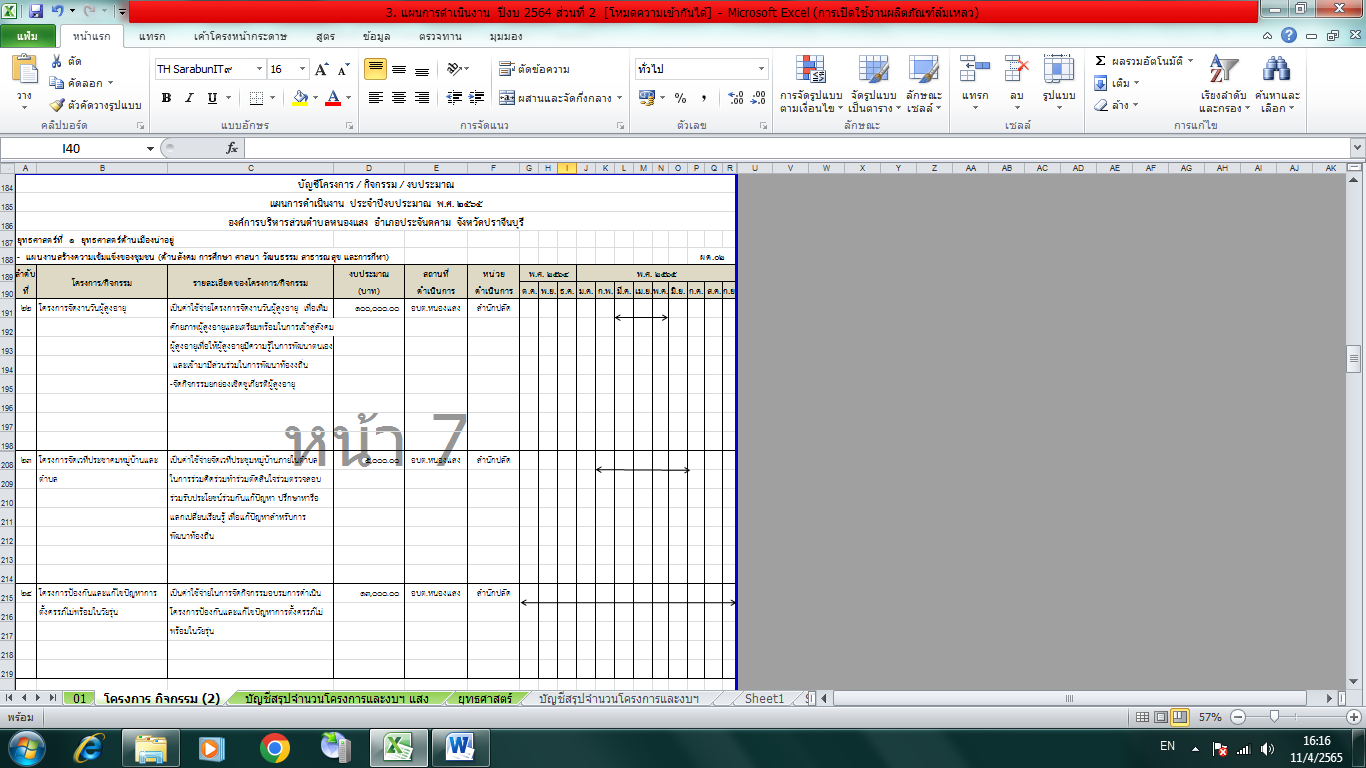 3. แผนการดำเนินงาน ปีงบ 2564 ส่วนที่ 2 [โหมดความเข้ากันได้] - Microsoft Excel (การเปิดใช้งานผลิตภัณฑ์ล้มเหลว)
แฟ้ม หน้าแรก แทรก เค้าโครงหน้ากระดาษ สูตร ข้อมูล ตรวจทาน มุมมอง
วาง
ตัด
คัดลอก
ตัวคัดวางรูปแบบ
คลิปบอร์ด
TH SarabunIT๙ 16
B I U
แบบอักษร
ตัดข้อความ
ผสานและจัดกึ่งกลาง
การจัดแนว
ทั่วไป
ตัวเลข
การจัดรูปแบบ
ตามเงื่อนไข
จัดรูปแบบ
เป็นตาราง
ลักษณะ
เซลล์
ลักษณะ
แทรก ลบ รูปแบบ
เซลล์
Σ ผลรวมอัตโนมัติ
เติม
ล้าง
เรียงลำดับ
และกรอง
ค้นหาและ
เลือก
การแก้ไข
I40 fx
A B C D E F G H I J K L M N O P Q R U V W X Y Z AA AB AC AD AE AF AG AH AI AJ AK
184 บัญชีโครงการ / กิจกรรม / งบประมาณ
185 แผนการดำเนินงาน ประจำปีงบประมาณ พ.ศ. ๒๕๖๕
186 องค์การบริหารส่วนตำบลหนองแสง อำเภอประจันตคาม จังหวัดปราจีนบุรี
187 ยุทธศาสตร์ที่ ๑ ยุทธศาสตร์ด้านเมืองน่าอยู่
188 - แผนงานสร้างความเข้มแข็งของชุมชน (ด้านสังคม การศึกษา ศาสนา วัฒนธรรม สาธารณสุข และการกีฬา) ผด.๐๒
189 ลำดับ โครงการ/กิจกรรม รายละเอียดของโครงการ/กิจกรรม งบประมาณ สถานที่ หน่วย พ.ศ. ๒๕๖๔ พ.ศ. ๒๕๖๕
190 ที่ (บาท) ดำเนินการ ดำเนินการ ต.ค. พ.ย. ธ.ค. ม.ค. ก.พ. มี.ค. เม.ย. พ.ค. มิ.ย. ก.ค. ส.ค. ก.ย
191 ๒๒ โครงการจัดงานวันผู้สูงอายุ เป็นค่าใช้จ่ายโครงการจัดงานวันผู้สูงอายุ เพื่อเพิ่ม ๑๐๐,๐๐๐.๐๐ อบต.หนองแสง สำนักปลัด
192 ศักยภาพผู้สูงอายุและเตรียมพร้อมในการเข้าสู่สังคม
193 ผู้สูงอายุเพื่อให้ผู้สูงอายุมีความรู้ในการพัฒนาตนเอง
194 และเข้ามามีส่วนร่วมในการพัฒนาท้องงถิ่น
195 -จัดกิจกรรมยกย่องเชิดชูเกียรติผู้สูงอายุ
196
197
198
หน้า 7
208 ๒๓ โครงการจัดเวทีประชาคมหมู่บ้านและ เป็นค่าใช้จ่ายจัดเวทีประชุมหมู่บ้านภายในตำบล ๕,๐๐๐.๐๐ อบต.หนองแสง สำนักปลัด
209 ตำบล ในการร่วมคิดร่วมทำร่วมตัดสินใจร่วมตรวจสอบ
210 ร่วมรับประโยชน์ร่วมกันแก้ปัญหา ปรึกษาหารือ
211 แลกเปลี่ยนเรียนรู้ เพื่อแก้ปัญหาสำหรับการ
212 พัฒนาท้องถิ่น
213
214
215 ๒๔ โครงการป้องกันและแก้ไขปัญหาการ เป็นค่าใช้จ่ายในการจัดกิจกรรมอบรมการดำเนิน ๑๓,๐๐๐.๐๐ อบต.หนองแสง สำนักปลัด
216 ตั้งครรภ์ไม่พร้อมในวัยรุ่น โครงการป้องกันและแก้ไขปัญหาการตั้งครรภ์ไม่
217 พร้อมในวัยรุ่น
218
219
01 โครงการ กิจกรรม (2) บัญชีสรุปจำนวนโครงการและงบฯ แสง ยุทธศาสตร์ บัญชีสรุปจำนวนโครงการและงบฯ Sheet1
พร้อม 57%
EN 16:16
11/4/2565